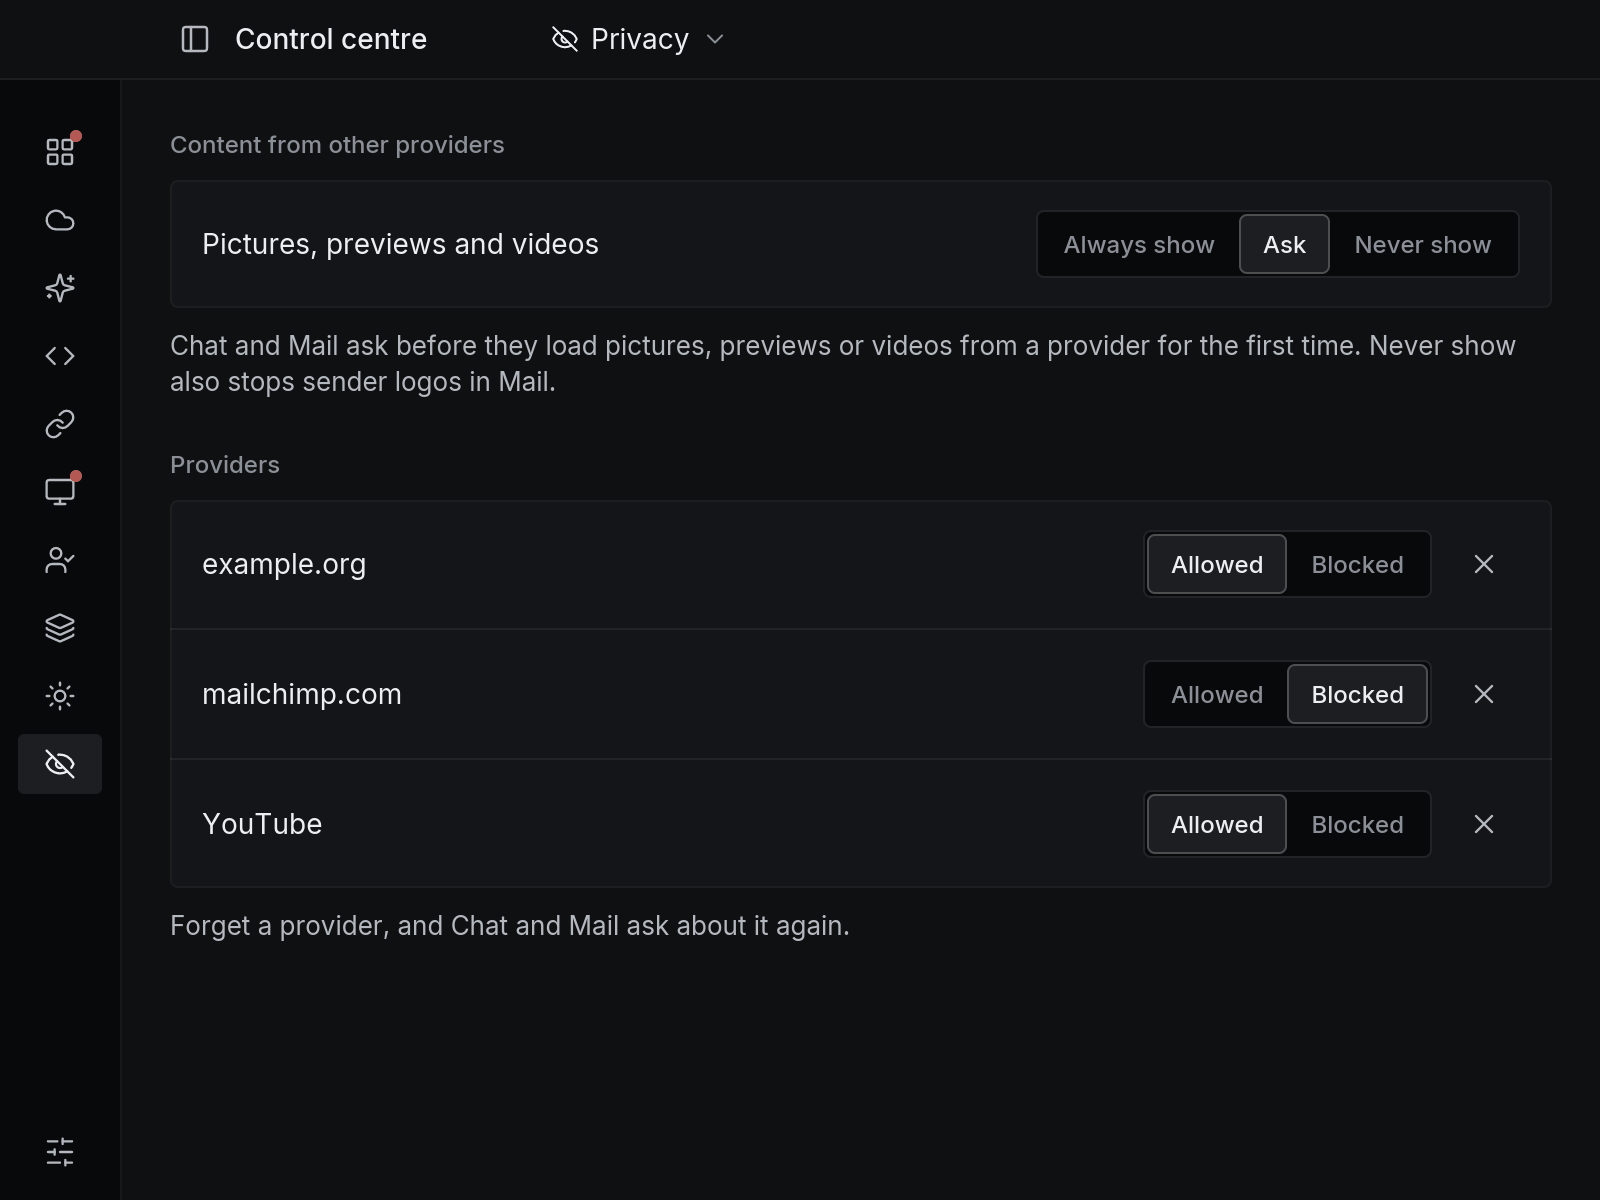 Control centre
Privacy
Content from other providers
Pictures, previews and videos
Always show
Ask
Never show
Chat and Mail ask before they load pictures, previews or videos from a provider for the first time. Never show
also stops sender logos in Mail.
Providers
example.org
Allowed
Blocked
mailchimp.com
Allowed
Blocked
YouTube
Allowed
Blocked
Forget a provider, and Chat and Mail ask about it again.